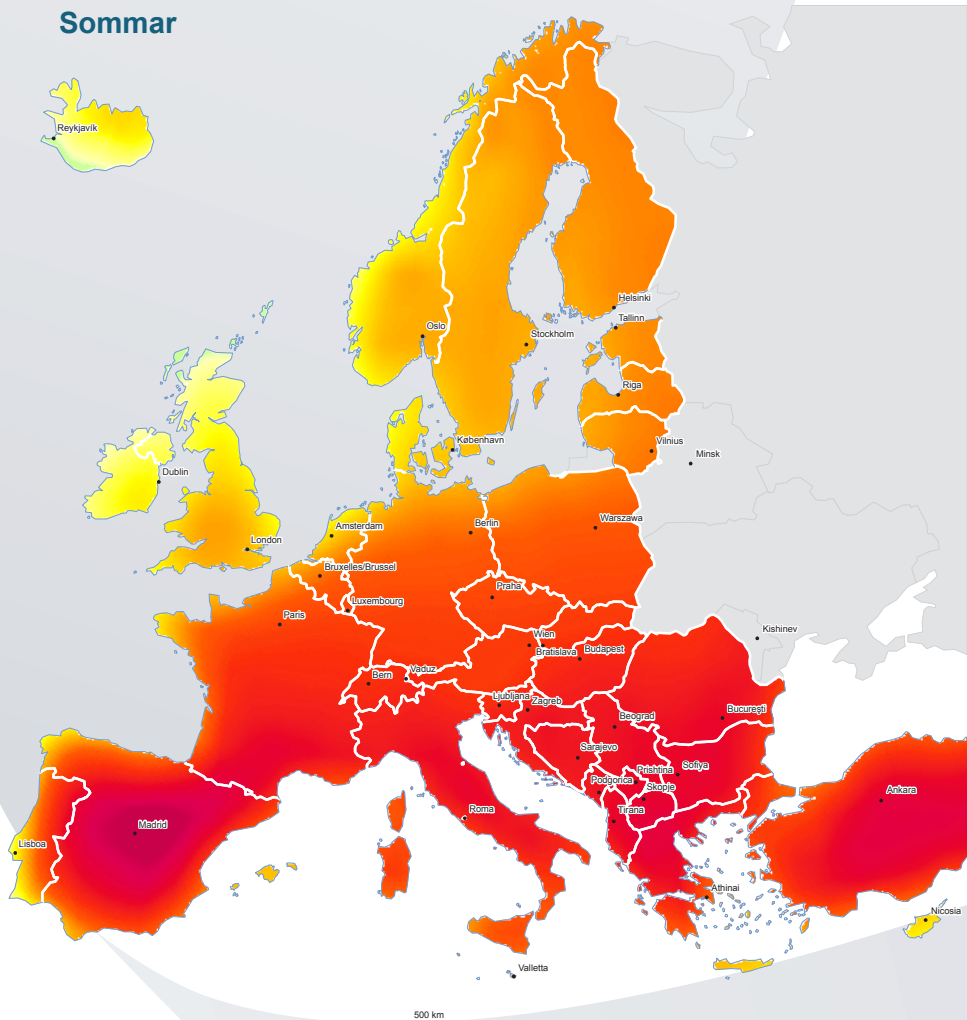 Sommar
Reykjavík
Helsinki
Tallinn
Oslo
Stockholm
Riga
København
Vilnius
Minsk
Dublin
Warszawa
Amsterdam
Berlin
London
Bruxelles/Brussel
Praha
Luxembourg
Paris
Kishinev
Wien
Bratislava
Budapest
Vaduz
Bern
Ljubljana
Zagreb
Beograd
Bucureşti
Sarajevo
Prishtina
Sofiya
Podgorica
Skopje
Ankara
Tirana
Roma
Madrid
Lisboa
Athinai
Nicosia
Valletta
500 km